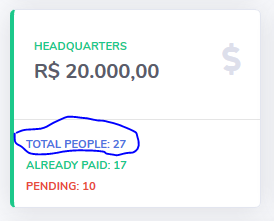 HEADQUARTERS
R$ 20.000,00
$
TOTAL PEOPLE: 27
ALREADY PAID: 17
PENDING: 10